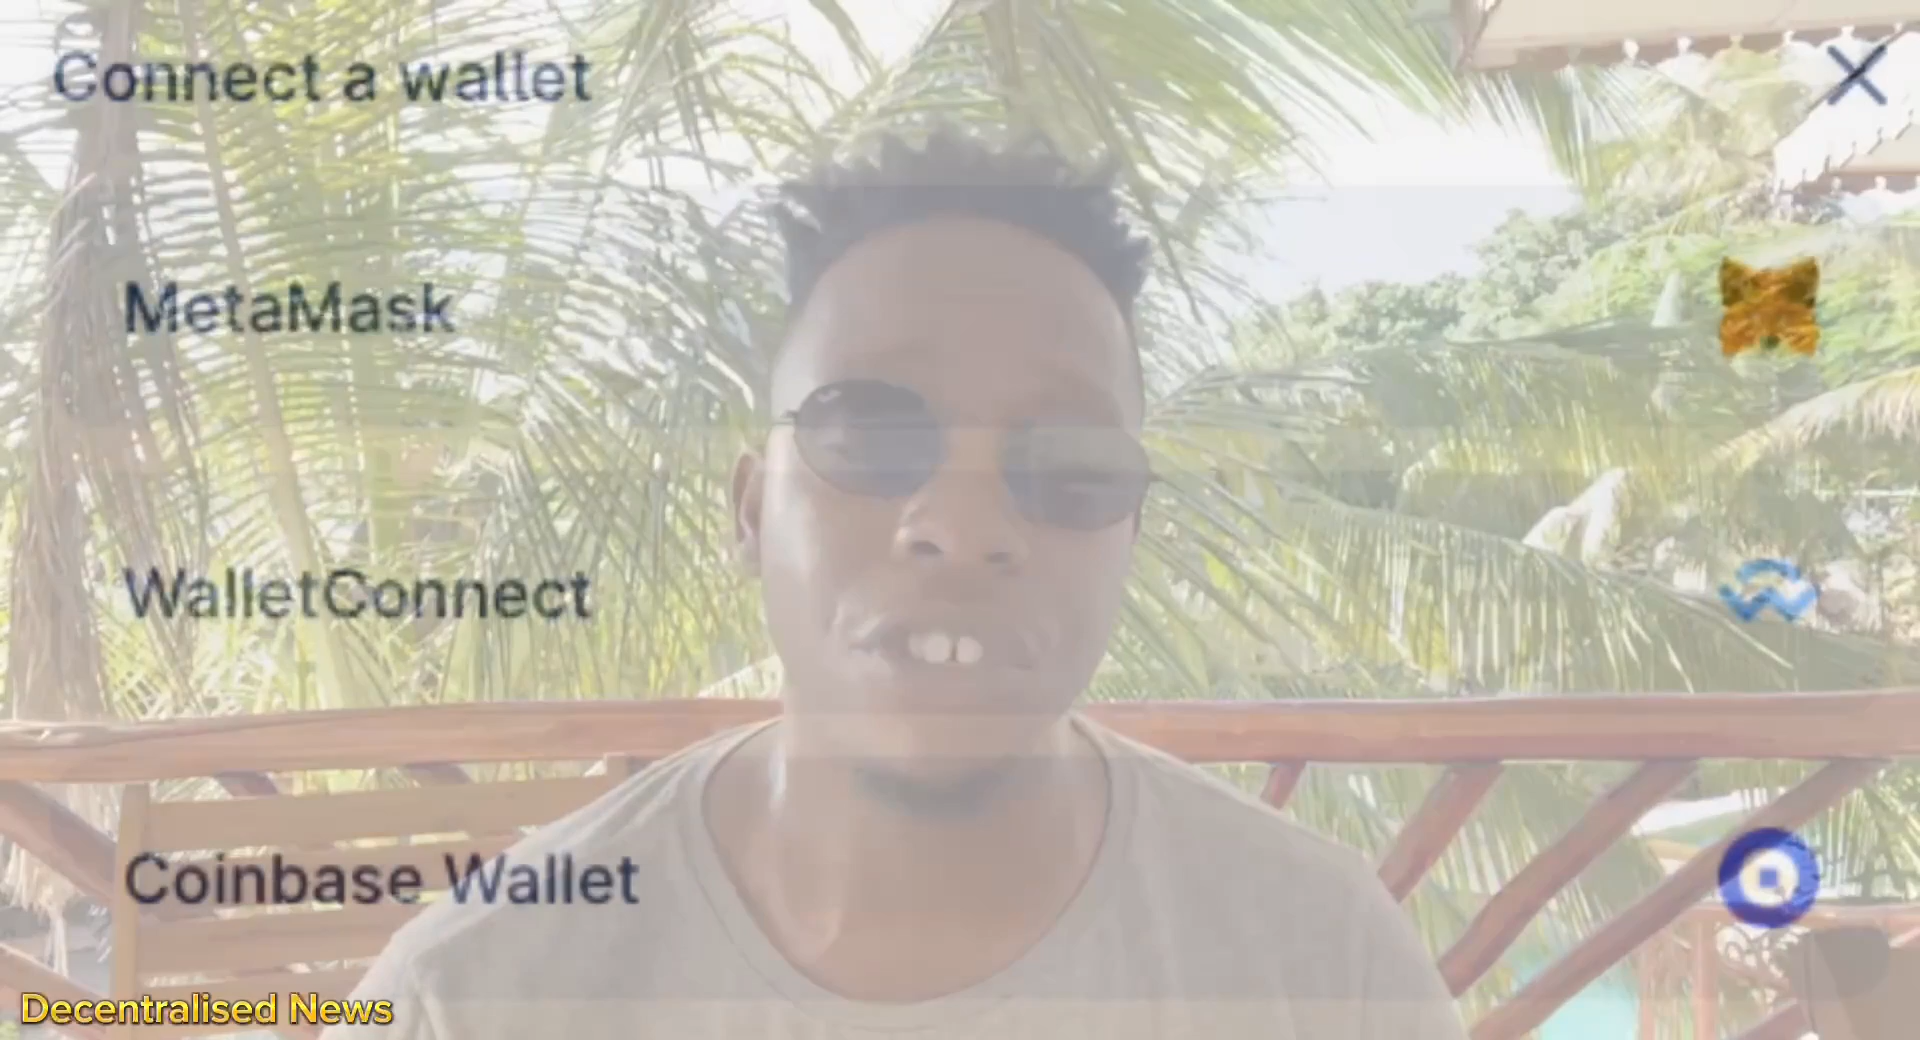 Connect a wallet
MetaMask
WalletConnect
Coinbase Wallet
Decentralised News